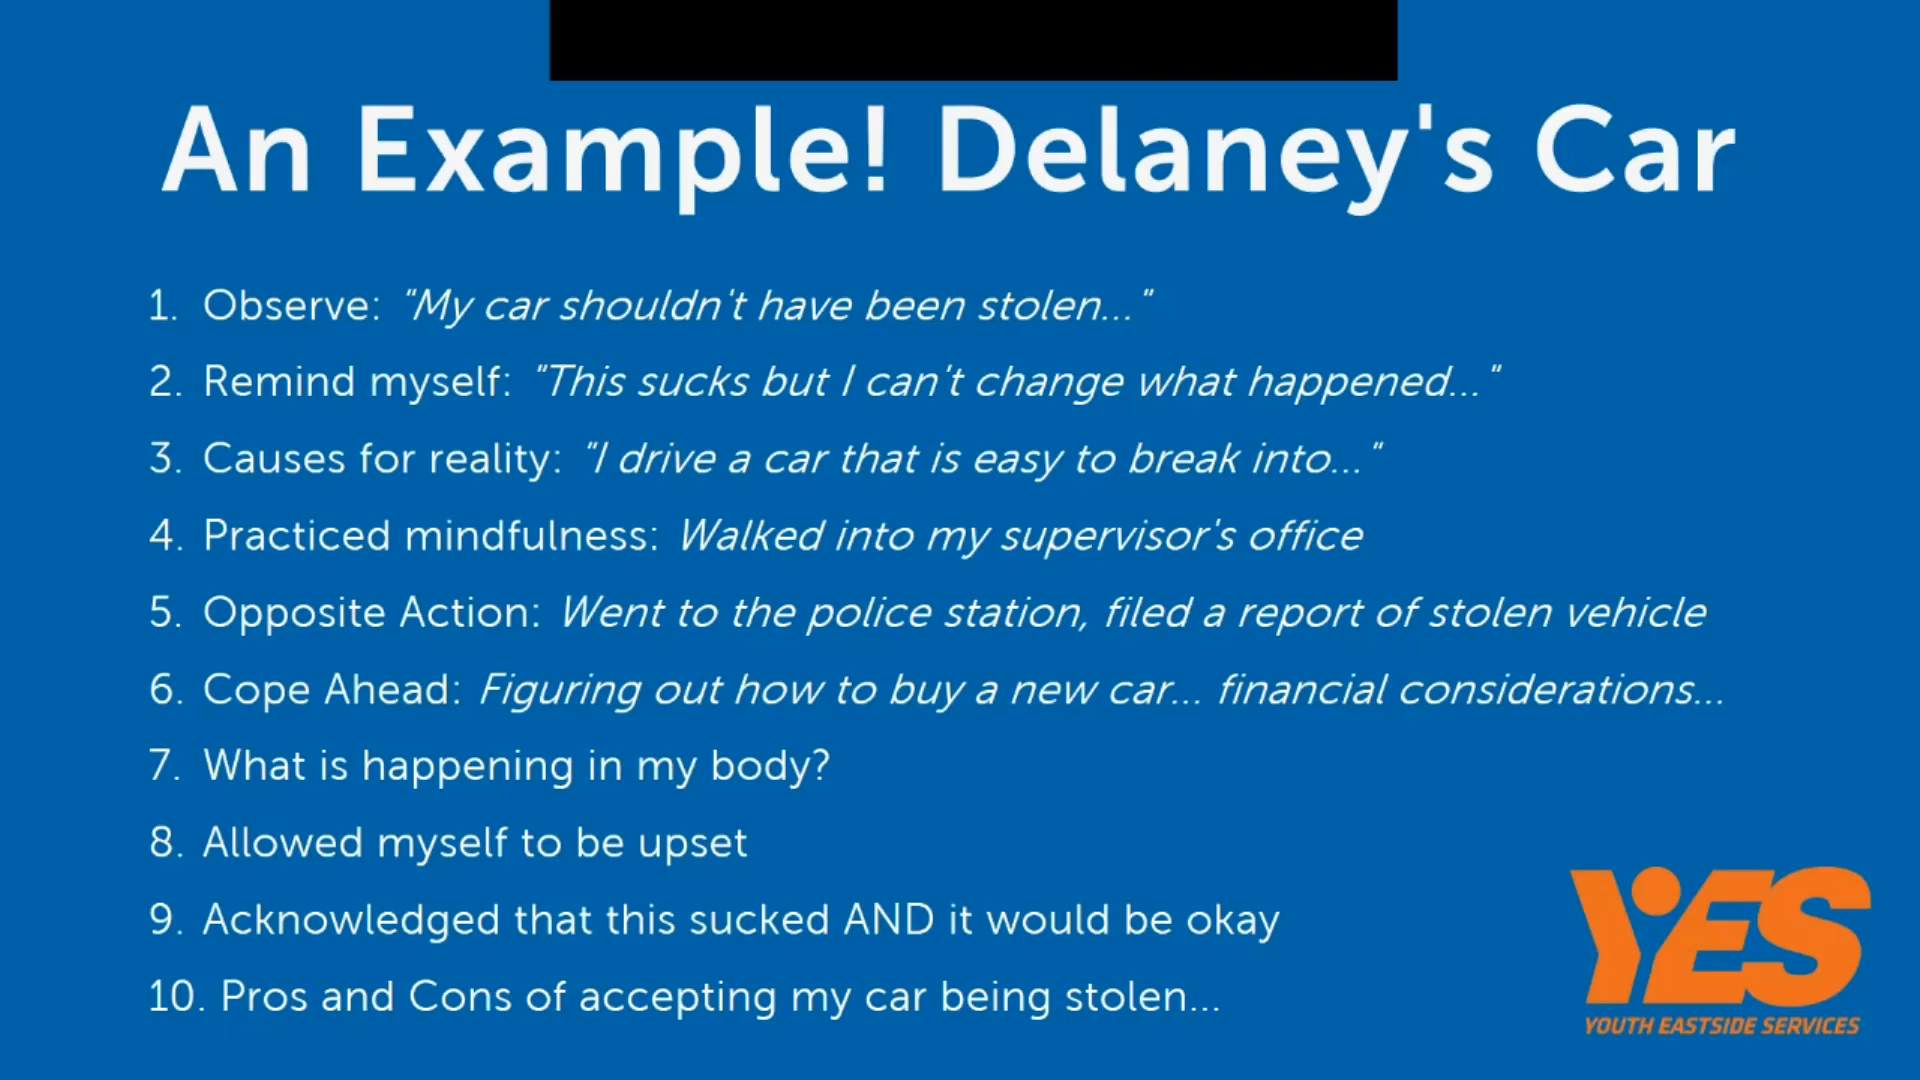 An Example! Delaney's Car
1. Observe: "My car shouldn't have been stolen..."
2. Remind myself: "This sucks but I can't change what happened..."
3. Causes for reality: "I drive a car that is easy to break into..."
4. Practiced mindfulness: Walked into my supervisor's office
5. Opposite Action: Went to the police station, filed a report of stolen vehicle
6. Cope Ahead: Figuring out how to buy a new car... financial considerations...
7. What is happening in my body?
8. Allowed myself to be upset
9. Acknowledged that this sucked AND it would be okay
10. Pros and Cons of accepting my car being stolen...
YES
YOUTH EASTSIDE SERVICES